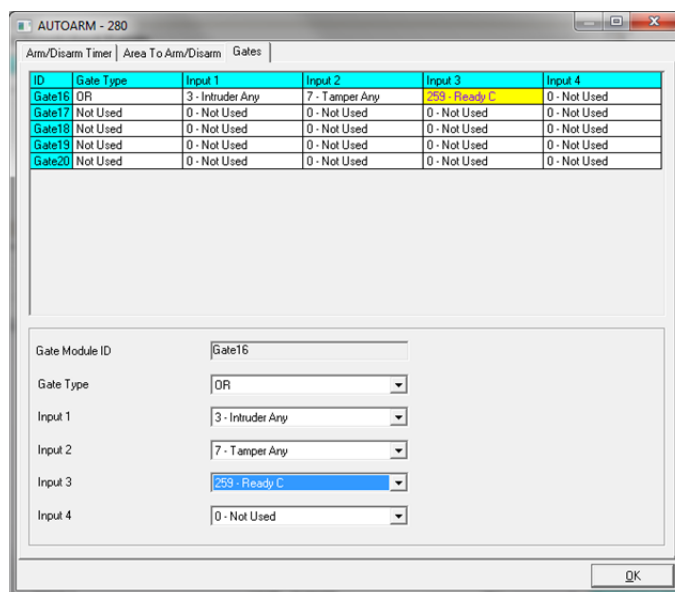 AUTOARM - 280
Arm/Disarm Timer Area To Arm/Disarm Gates
ID Gate Type Input 1 Input 2 Input 3 Input 4
Gate16 OR 3 - Intruder Any 7 - Tamper Any 259 - Ready C 0 - Not Used
Gate17 Not Used 0 - Not Used 0 - Not Used 0 - Not Used 0 - Not Used
Gate18 Not Used 0 - Not Used 0 - Not Used 0 - Not Used 0 - Not Used
Gate19 Not Used 0 - Not Used 0 - Not Used 0 - Not Used 0 - Not Used
Gate20 Not Used 0 - Not Used 0 - Not Used 0 - Not Used 0 - Not Used
Gate Module ID Gate16
Gate Type OR
Input 1 3 - Intruder Any
Input 2 7 - Tamper Any
Input 3 259 - Ready C
Input 4 0 - Not Used
OK